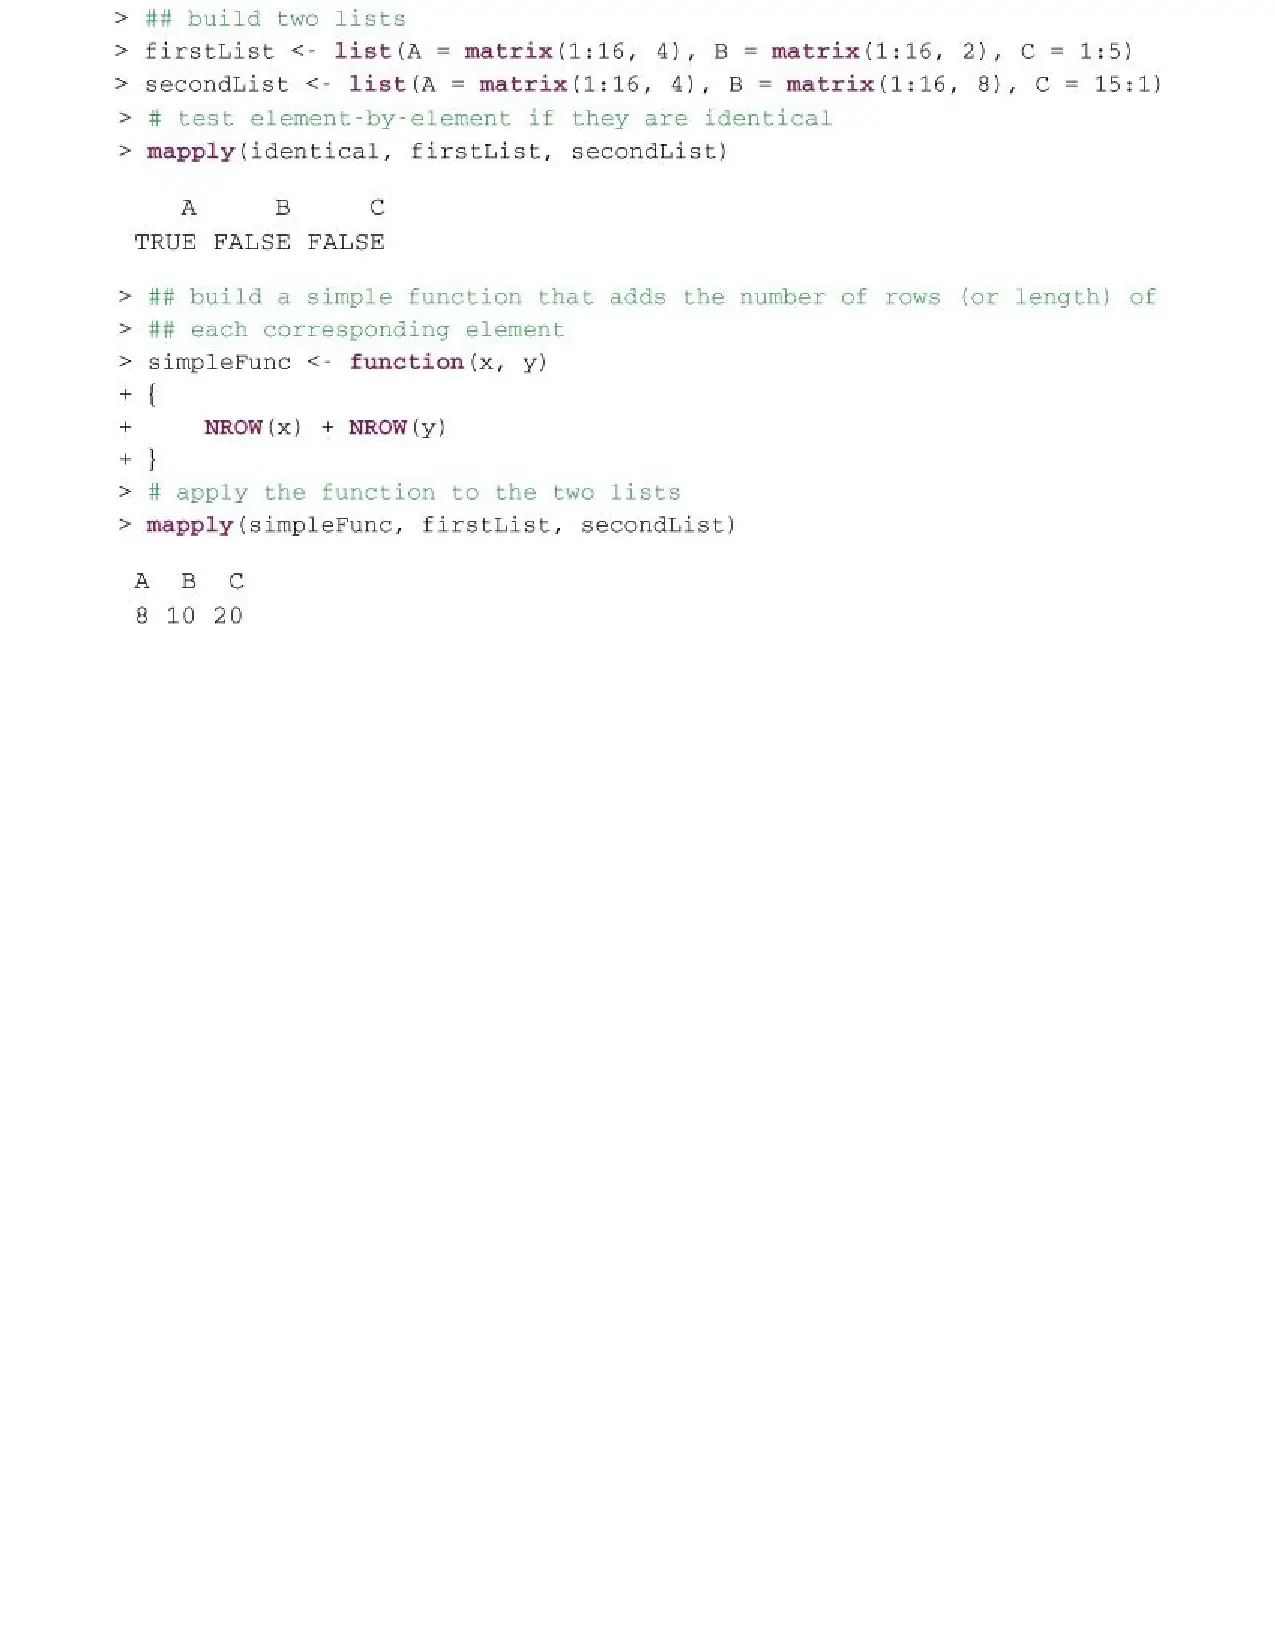 > ## build two lists
> firstList <- list(A = matrix(1:16, 4), B = matrix(1:16, 2), C = 1:5)
> secondList <- list(A = matrix(1:16, 4), B = matrix(1:16, 8), C = 15:1)
> # test element-by-element if they are identical
> mapply(identical, firstList, secondList)
A B C
TRUE FALSE FALSE
> ## build a simple function that adds the number of rows (or length) of
> ## each corresponding element
> simpleFunc <- function(x, y)
+ {
+ NROW(x) + NROW(y)
+ }
> # apply the function to the two lists
> mapply(simpleFunc, firstList, secondList)
A B C
8 10 20